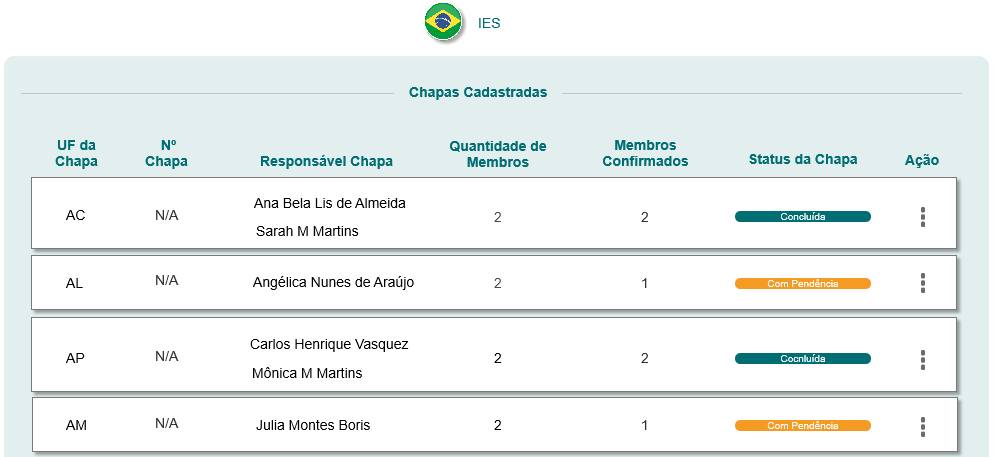 IES
Chapas Cadastradas
UF da
Chapa
Nº
Chapa
Responsável Chapa
Quantidade de
Membros
Membros
Confirmados
Status da Chapa
Ação
AC
N/A
Ana Bela Lis de Almeida
Sarah M Martins
2
2
Concluída
AL
N/A
Angélica Nunes de Araújo
2
1
Com Pendência
AP
N/A
Carlos Henrique Vasquez
Mônica M Martins
2
2
Cocnluída
AM
N/A
Julia Montes Boris
2
1
Com Pendência